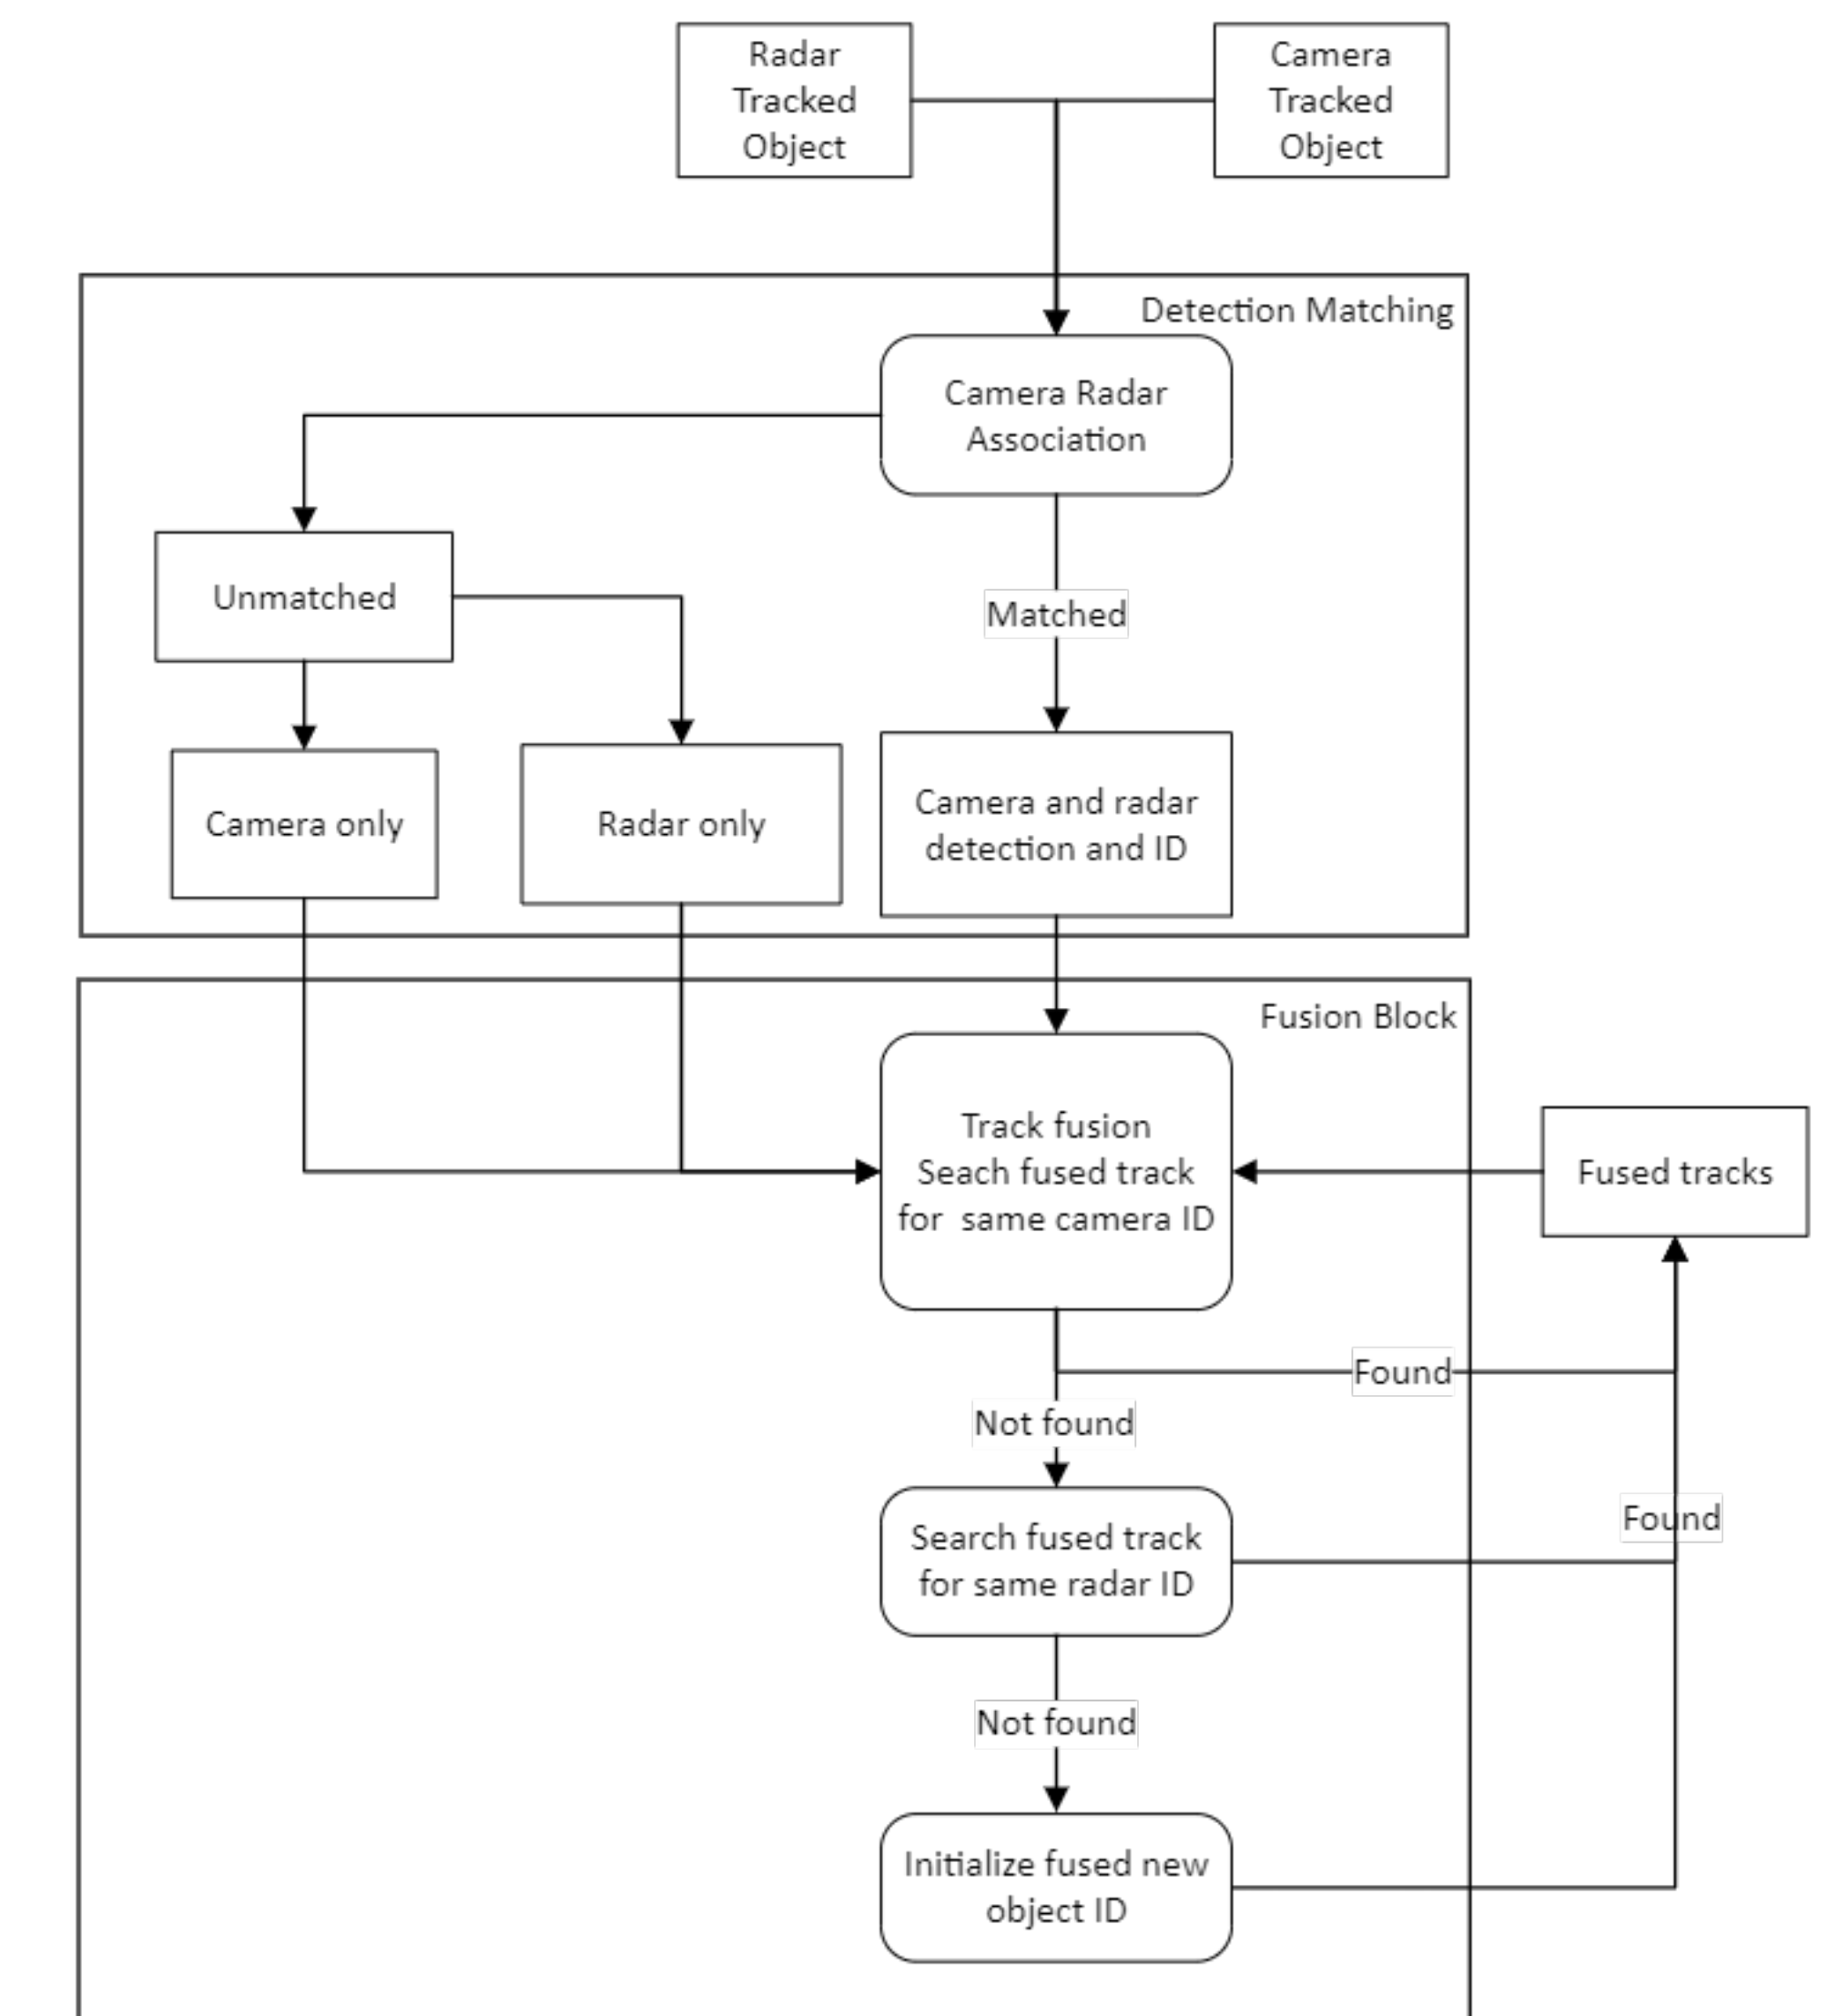 Radar
Tracked
Object
Camera
Tracked
Object
Detection Matching
Camera Radar
Association
Unmatched
Matched
Camera only
Radar only
Camera and radar
detection and ID
Fusion Block
Track fusion
Seach fused track
for same camera ID
Fused tracks
Found
Not found
Search fused track
for same radar ID
Found
Not found
Initialize fused new
object ID